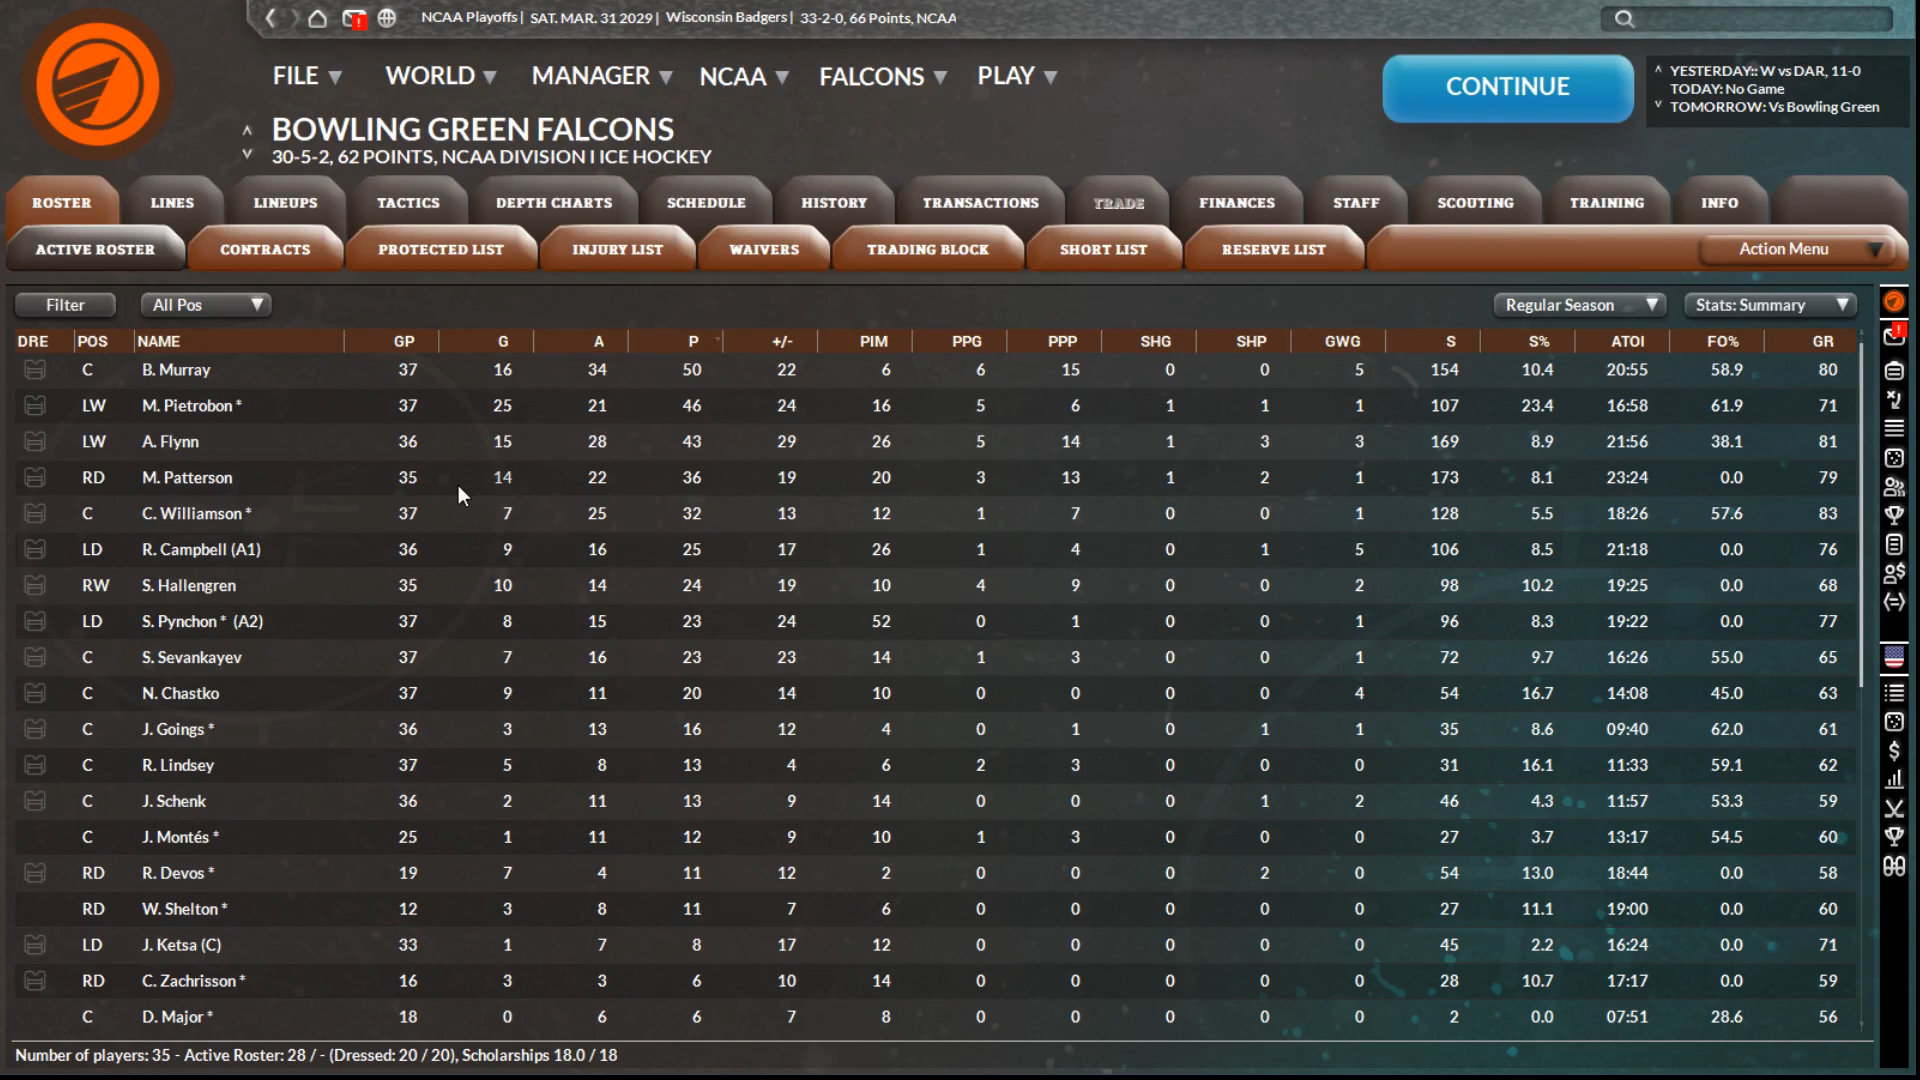 NCAA Playoffs | SAT. MAR. 31 2029 | Wisconsin Badgers | 33-2-0, 66 Points, NCAA
FILE WORLD MANAGER NCAA FALCONS PLAY
CONTINUE
YESTERDAY:: W vs DAR, 11-0
TODAY: No Game
TOMORROW: Vs Bowling Green
BOWLING GREEN FALCONS
30-5-2, 62 POINTS, NCAA DIVISION I ICE HOCKEY
ROSTER LINES LINEUPS TACTICS DEPTH CHARTS SCHEDULE HISTORY TRANSACTIONS TRADE FINANCES STAFF SCOUTING TRAINING INFO
ACTIVE ROSTER CONTRACTS PROTECTED LIST INJURY LIST WAIVERS TRADING BLOCK SHORT LIST RESERVE LIST Action Menu
Filter All Pos Regular Season Stats: Summary
DRE POS NAME GP G A P +/- PIM PPG PPP SHG SHP GWG S S% ATOI FO% GR
C B. Murray 37 16 34 50 22 6 6 15 0 0 5 154 10.4 20:55 58.9 80
LW M. Pietrobon * 37 25 21 46 24 16 5 6 1 1 1 107 23.4 16:58 61.9 71
LW A. Flynn 36 15 28 43 29 26 5 14 1 3 3 169 8.9 21:56 38.1 81
RD M. Patterson 35 14 22 36 19 20 3 13 1 2 1 173 8.1 23:24 0.0 79
C C. Williamson * 37 7 25 32 13 12 1 7 0 0 1 128 5.5 18:26 57.6 83
LD R. Campbell (A1) 36 9 16 25 17 26 1 4 0 1 5 106 8.5 21:18 0.0 76
RW S. Hallengren 35 10 14 24 19 10 4 9 0 0 2 98 10.2 19:25 0.0 68
LD S. Pynchon * (A2) 37 8 15 23 24 52 0 1 0 0 1 96 8.3 19:22 0.0 77
C S. Sevankayev 37 7 16 23 23 14 1 3 0 0 1 72 9.7 16:26 55.0 65
C N. Chastko 37 9 11 20 14 10 0 0 0 0 4 54 16.7 14:08 45.0 63
C J. Goings * 36 3 13 16 12 4 0 1 0 1 1 35 8.6 09:40 62.0 61
C R. Lindsey 37 5 8 13 4 6 2 3 0 0 0 31 16.1 11:33 59.1 62
C J. Schenk 36 2 11 13 9 14 0 0 0 1 2 46 4.3 11:57 53.3 59
C J. Montés * 25 1 11 12 9 10 1 3 0 0 0 27 3.7 13:17 54.5 60
RD R. Devos * 19 7 4 11 12 2 0 0 0 2 0 54 13.0 18:44 0.0 58
RD W. Shelton * 12 3 8 11 7 6 0 0 0 0 0 27 11.1 19:00 0.0 60
LD J. Ketsa (C) 33 1 7 8 17 12 0 0 0 0 0 45 2.2 16:24 0.0 71
RD C. Zachrisson * 16 3 3 6 10 14 0 0 0 0 0 28 10.7 17:17 0.0 59
C D. Major * 18 0 6 6 7 8 0 0 0 0 0 2 0.0 07:51 28.6 56
Number of players: 35 - Active Roster: 28 / - (Dressed: 20 / 20), Scholarships 18.0 / 18